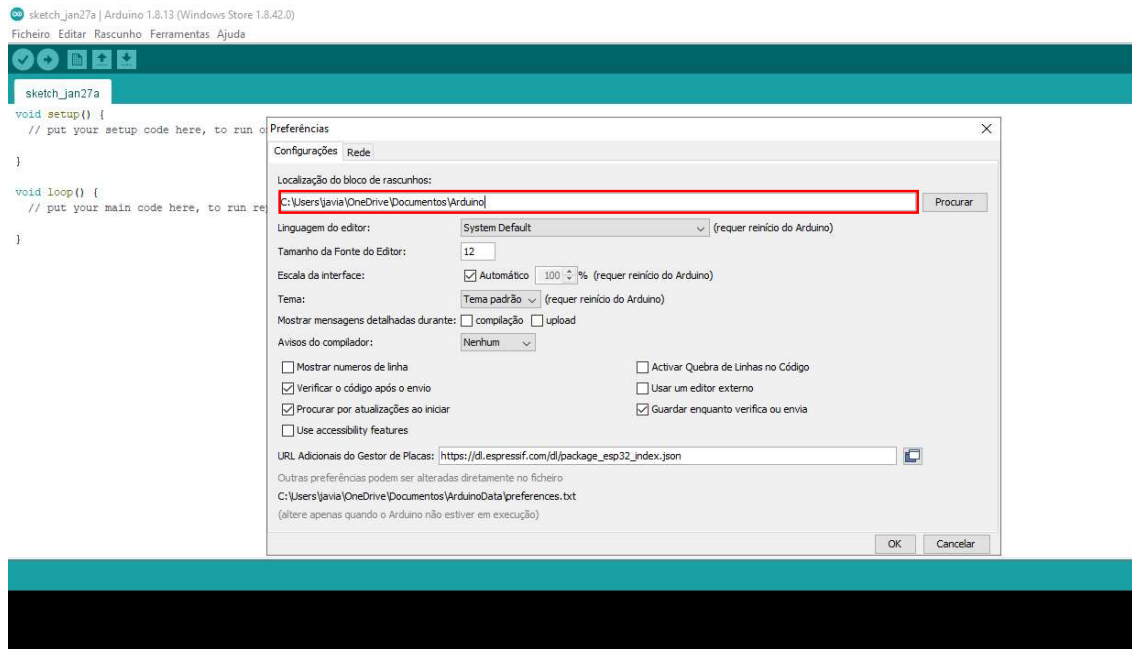 sketch_jan27a | Arduino 1.8.13 (Windows Store 1.8.42.0)
Ficheiro Editar Rascunho Ferramentas Ajuda
sketch_jan27a
void setup() {
// put your setup code here, to run o
}
void loop() {
// put your main code here, to run re
}
Preferências
Configurações Rede
Localização do bloco de rascunhos:
C:\Users\javia\OneDrive\Documentos\Arduino Procurar
Linguagem do editor: System Default (requer reinício do Arduino)
Tamanho da Fonte do Editor: 12
Escala da interface: Automático 100 % (requer reinício do Arduino)
Tema: Tema padrão (requer reinício do Arduino)
Mostrar mensagens detalhadas durante: compilação upload
Avisos do compilador: Nenhum
Mostrar numeros de linha Activar Quebra de Linhas no Código
Verificar o código após o envio Usar um editor externo
Procurar por atualizações ao iniciar Guardar enquanto verifica ou envia
Use accessibility features
URL Adicionais do Gestor de Placas: https://dl.espressif.com/dl/package_esp32_index.json
Outras preferências podem ser alteradas diretamente no ficheiro
C:\Users\javia\OneDrive\Documentos\ArduinoData\preferences.txt
(altere apenas quando o Arduino não estiver em execução)
OK Cancelar